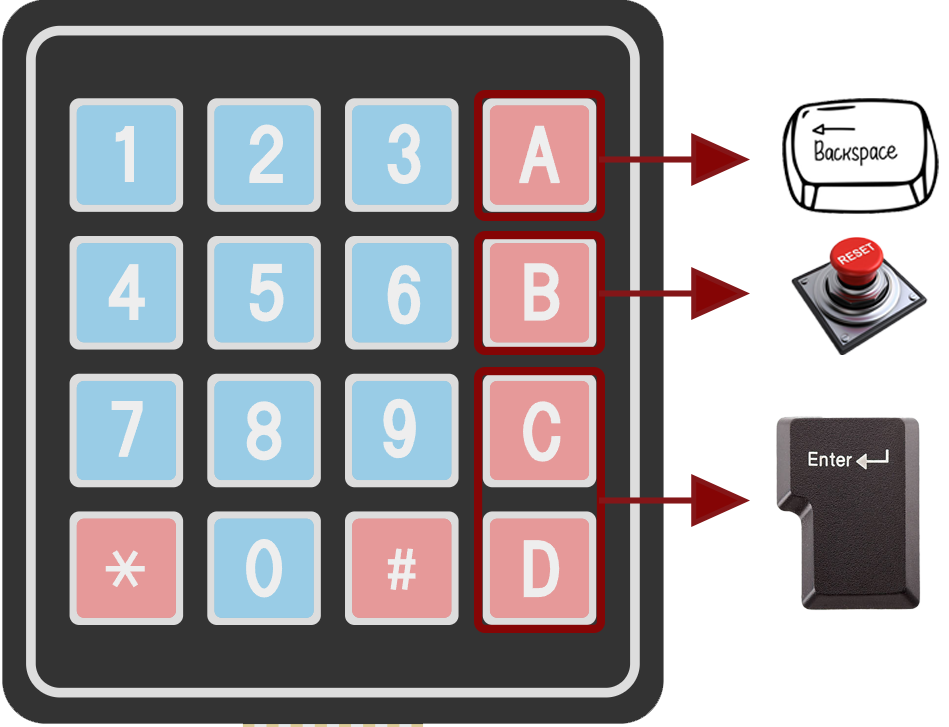 1 2 3 A
Backspace
RESET
4 5 6 B
7 8 9 C
Enter
* 0 # D